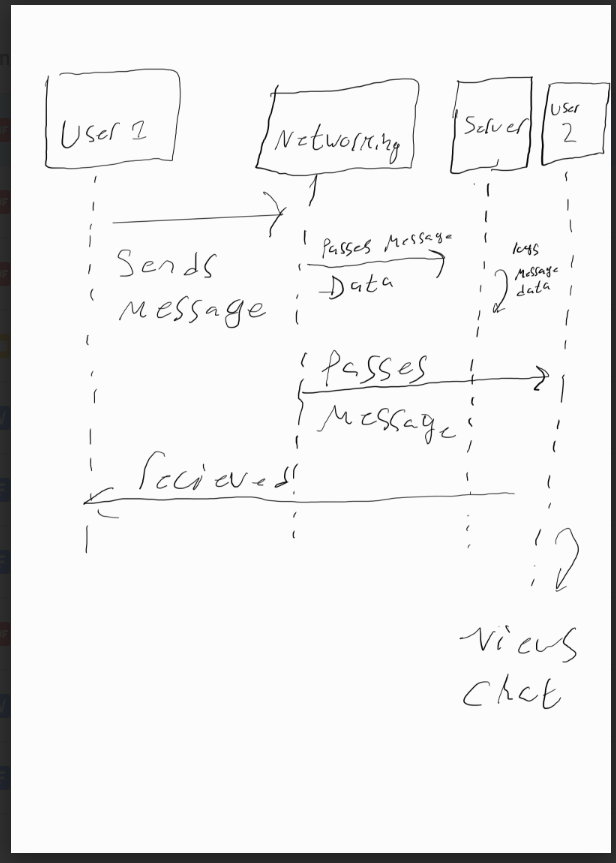 User 1
Networking
Server
User
2
Sends
Message
Passes Message
Data
logs
Message
data
Passes
Message
recieved
Views
Chat